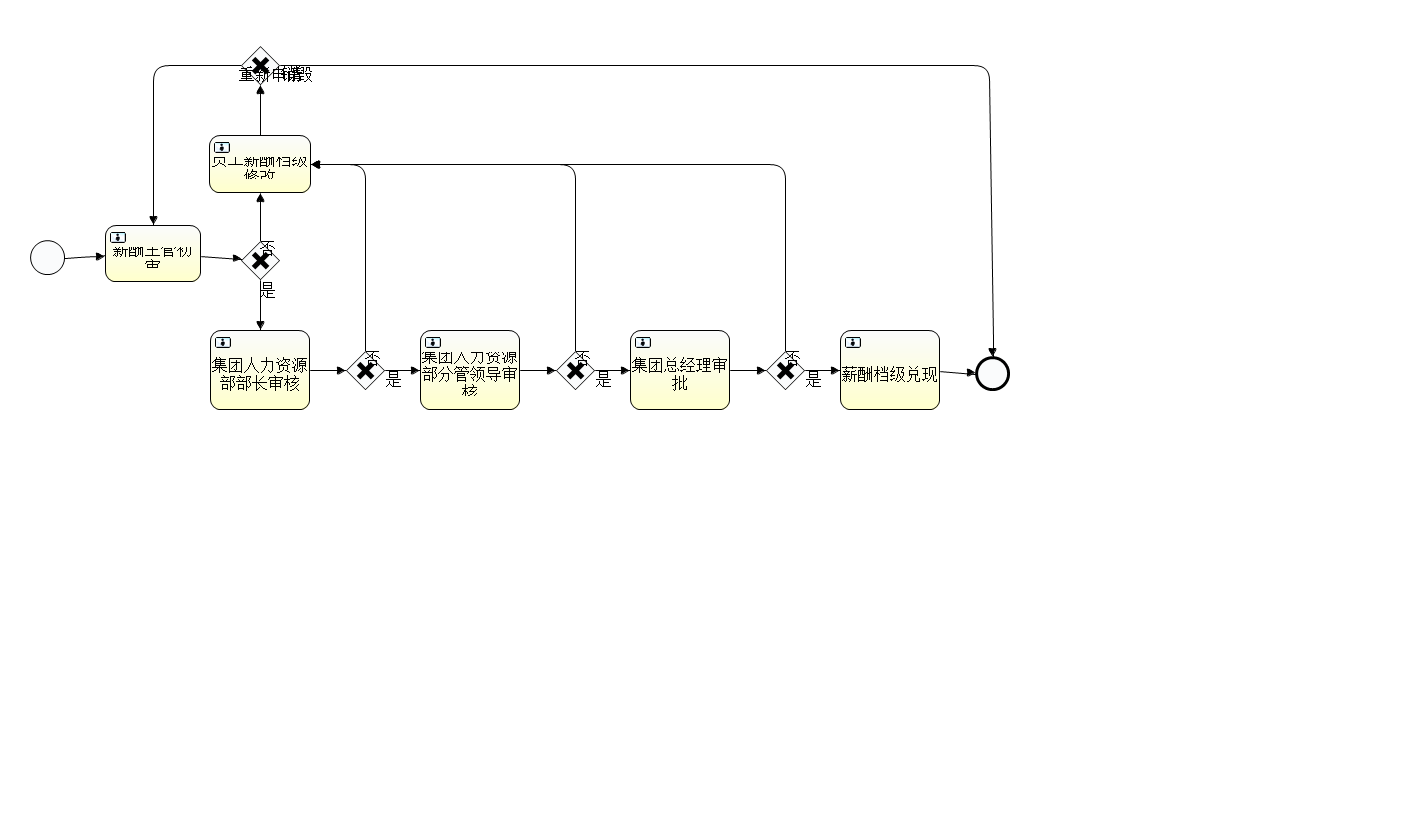 重新申请
销毁
员工薪酬档级
修改
薪酬主管初
审
否
是
集团人力资源
部部长审核
否
是
集团人力资源
部分管领导审
核
否
是
集团总经理审
批
否
是
薪酬档级兑现